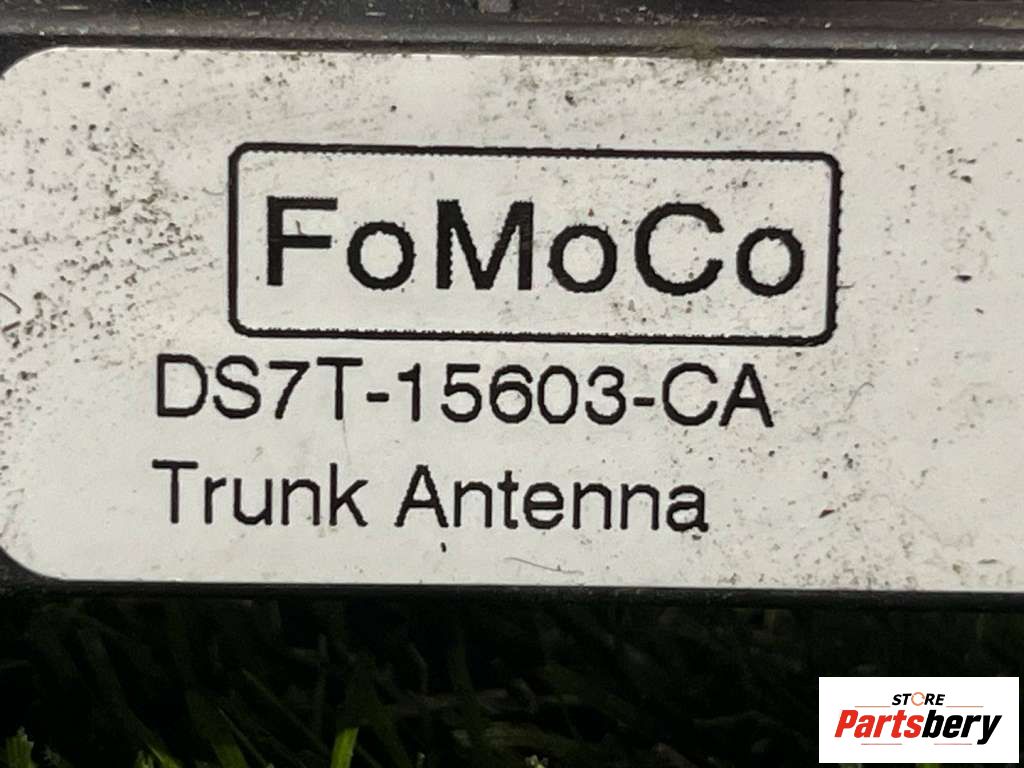 FoMoCo
DS7T-15603-CA
Trunk Antenna
STORE
Partsbery